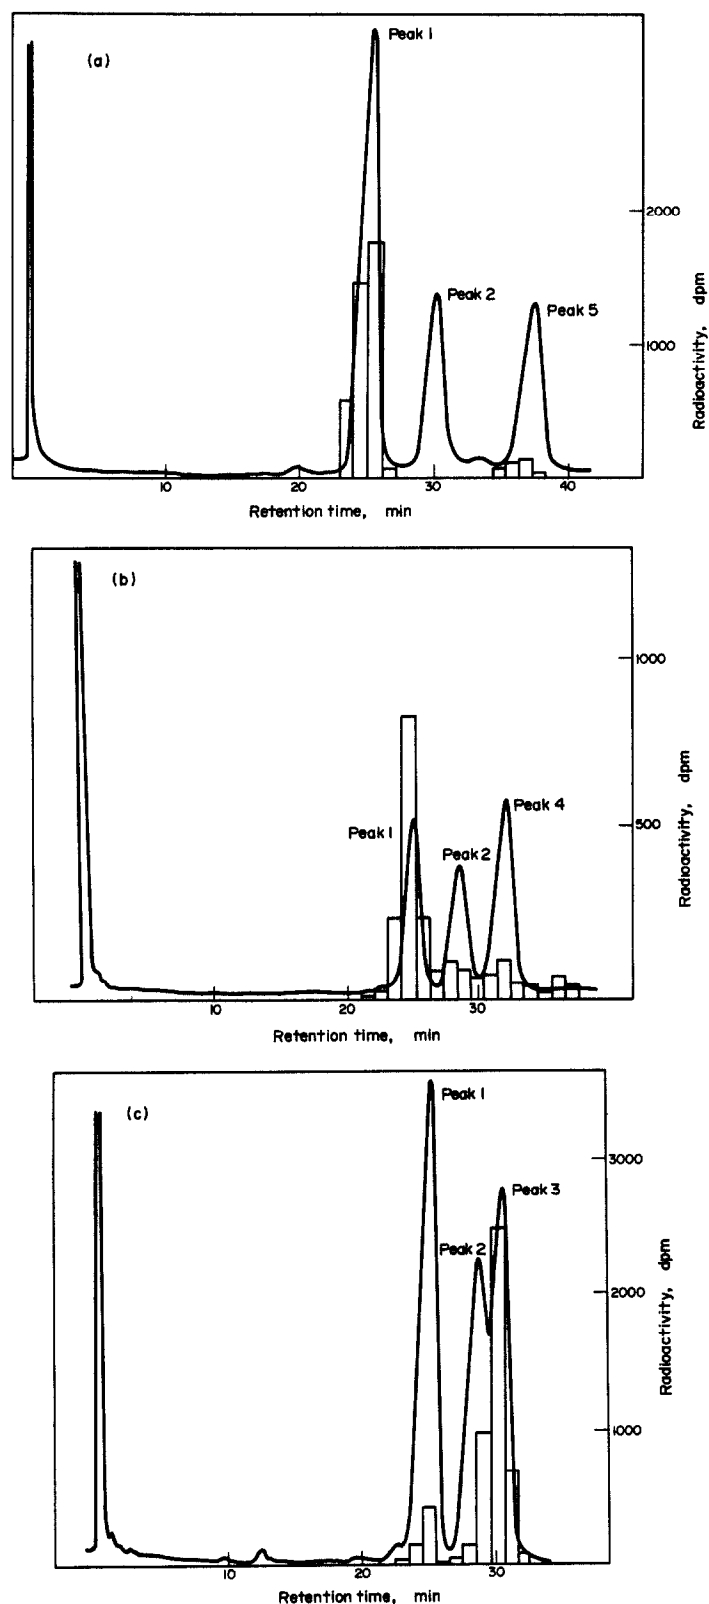 (a)
Peak 1
2000
Peak 2
Peak 5
1000
Radioactivity, dpm
10
20
30
40
Retention time, min
(b)
1000
500
Peak 1
Peak 2
Peak 4
Radioactivity, dpm
10
20
30
Retention time, min
(c)
Peak 1
3000
Peak 3
Peak 2
2000
1000
Radioactivity, dpm
10
20
30
Retention time, min